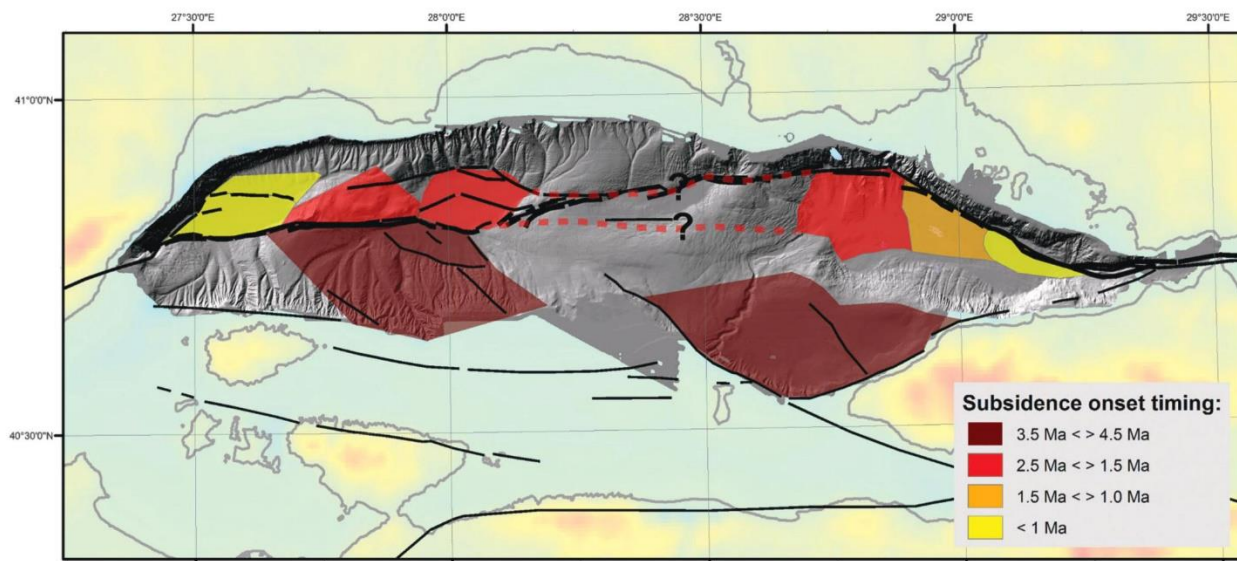 27°30'0"E 28°0'0"E 28°30'0"E 29°0'0"E 29°30'0"E
41°0'0"N
?
?
40°30'0"N
Subsidence onset timing:
3.5 Ma < > 4.5 Ma
2.5 Ma < > 1.5 Ma
1.5 Ma < > 1.0 Ma
< 1 Ma